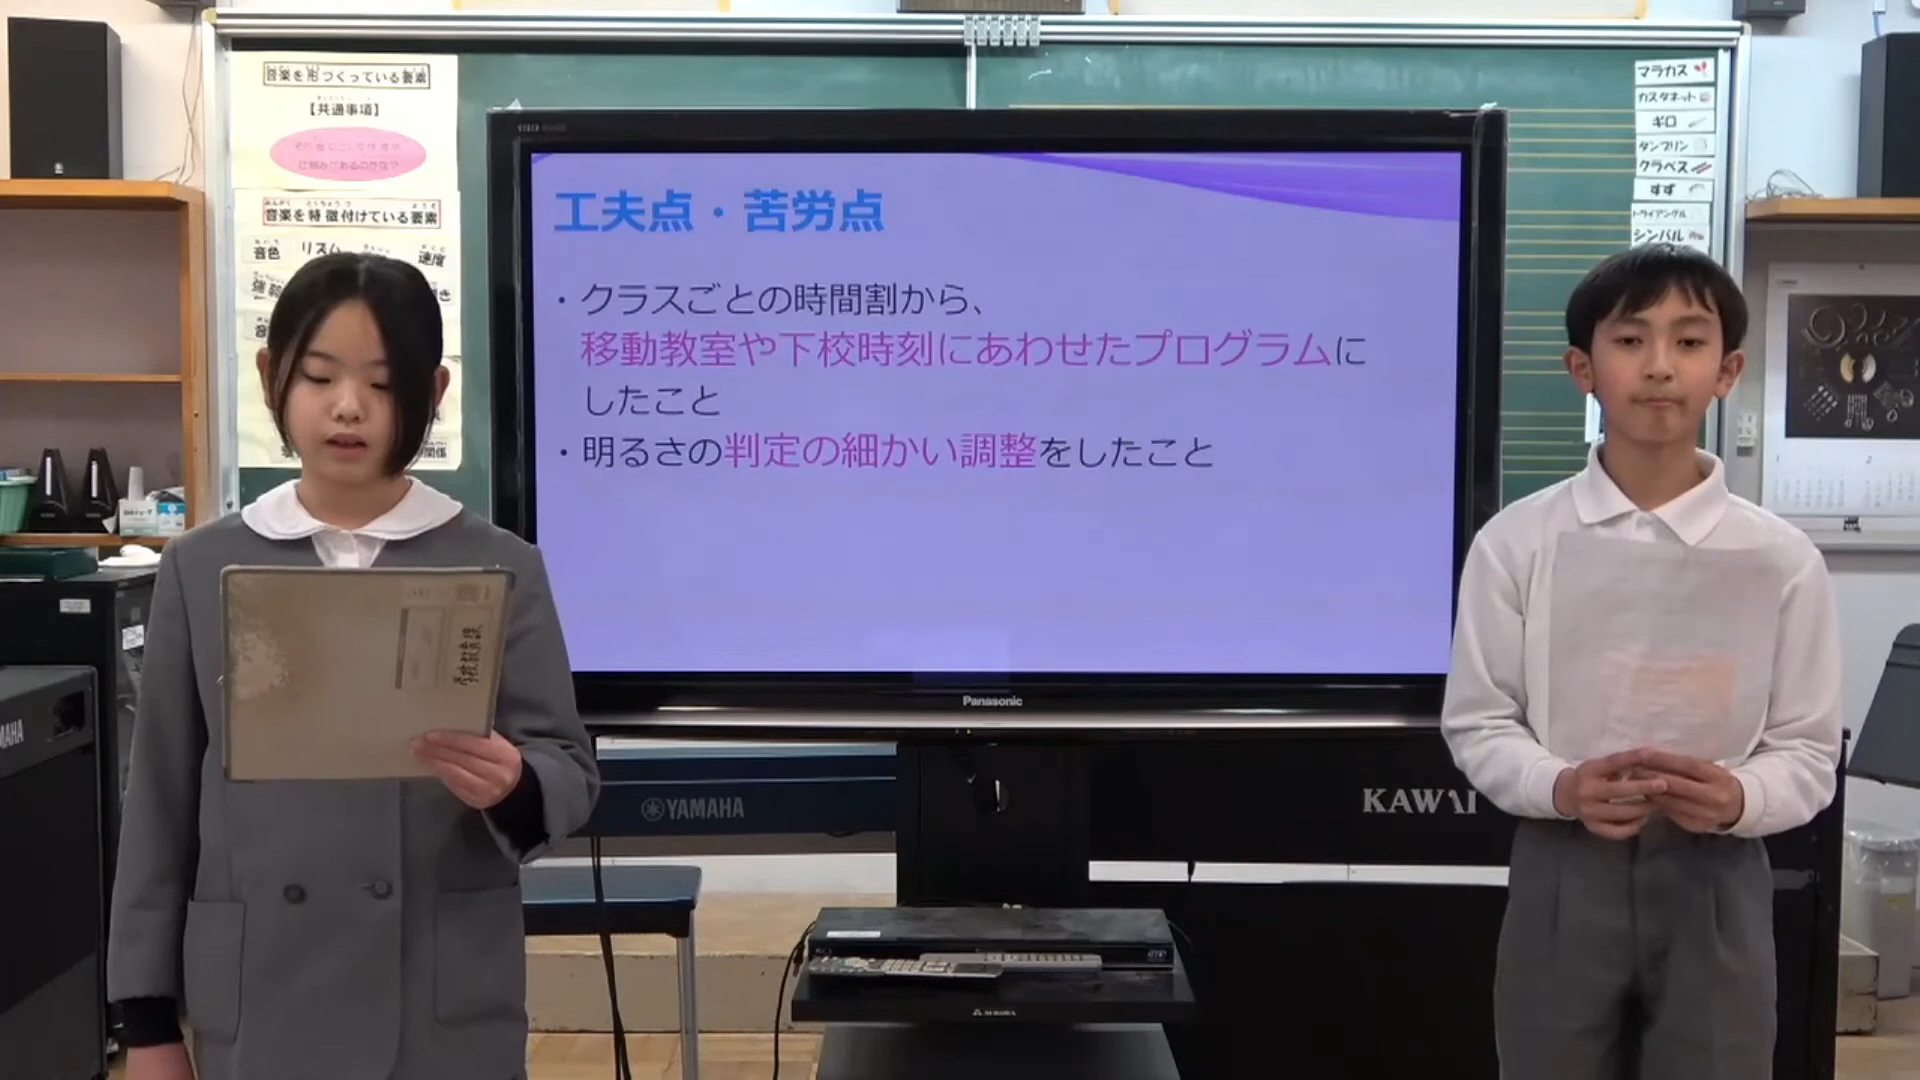 音楽を形づくっている要素
【共通事項】
音楽を特徴付けている要素
音色
リズム
速度
関係
工夫点・苦労点
・クラスごとの時間割から、
移動教室や下校時刻にあわせたプログラムに
したこと
・明るさの判定の細かい調整をしたこと
Panasonic
マラカス
カスタネット
ギロ
タンブリン
クラベス
すず
トライアングル
シンバル
YAMAHA
KAWAI